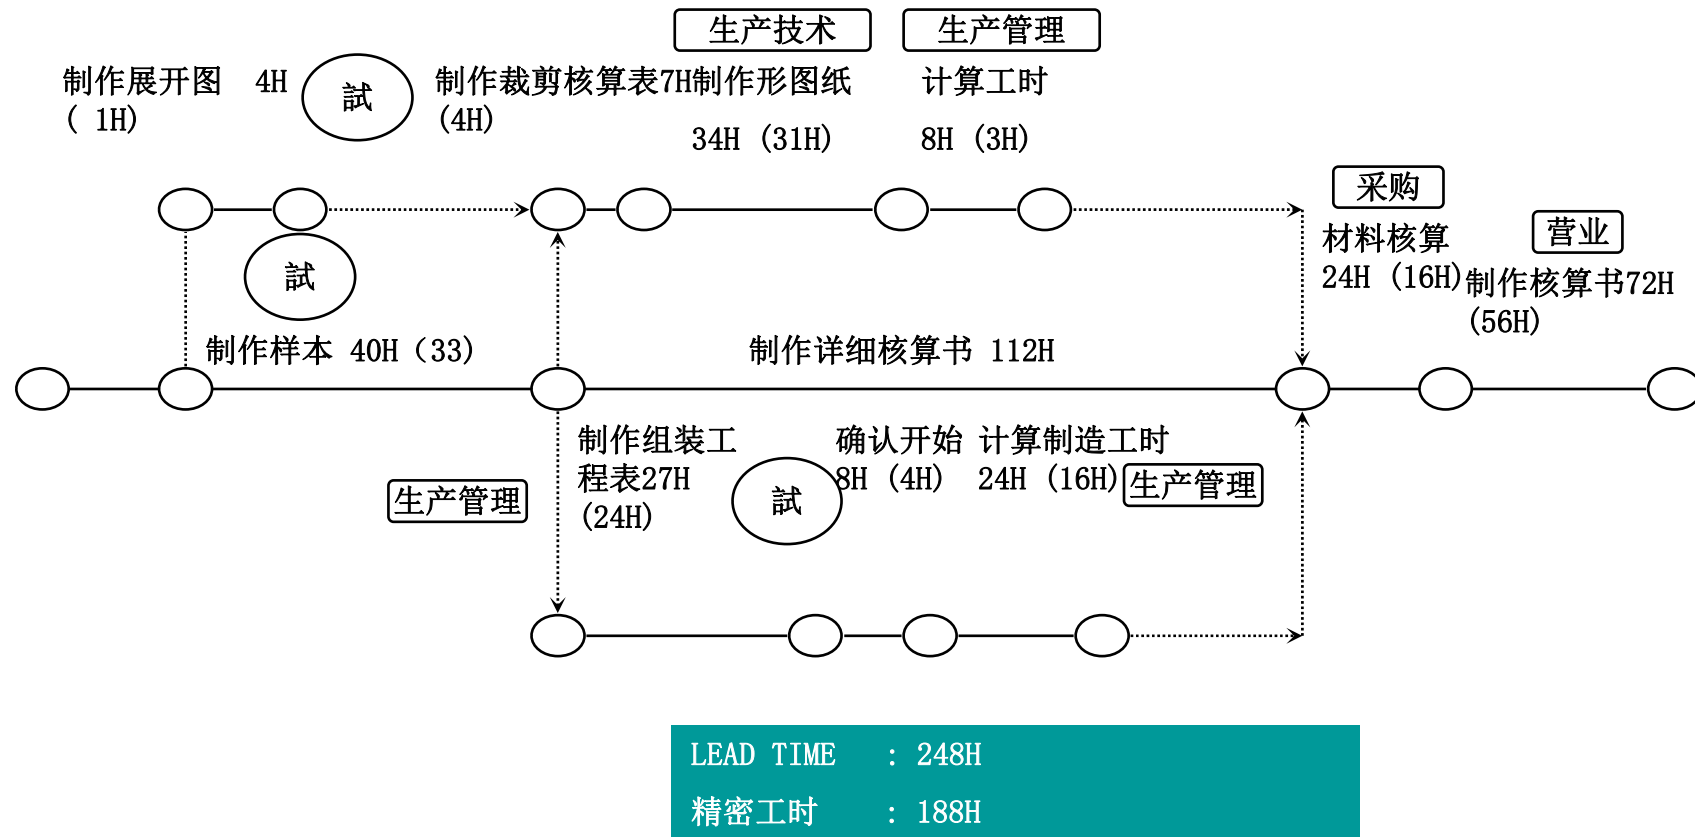 生产技术
生产管理
制作展开图 4H
( 1H)
試
制作裁剪核算表7H
(4H)
制作形图纸
34H (31H)
计算工时
8H (3H)
采购
材料核算
24H (16H)
营业
制作核算书72H
(56H)
試
制作样本 40H（33)
制作详细核算书 112H
生产管理
制作组装工
程表27H
(24H)
試
确认开始
8H (4H)
计算制造工时
24H (16H)
生产管理
LEAD TIME : 248H
精密工时 : 188H